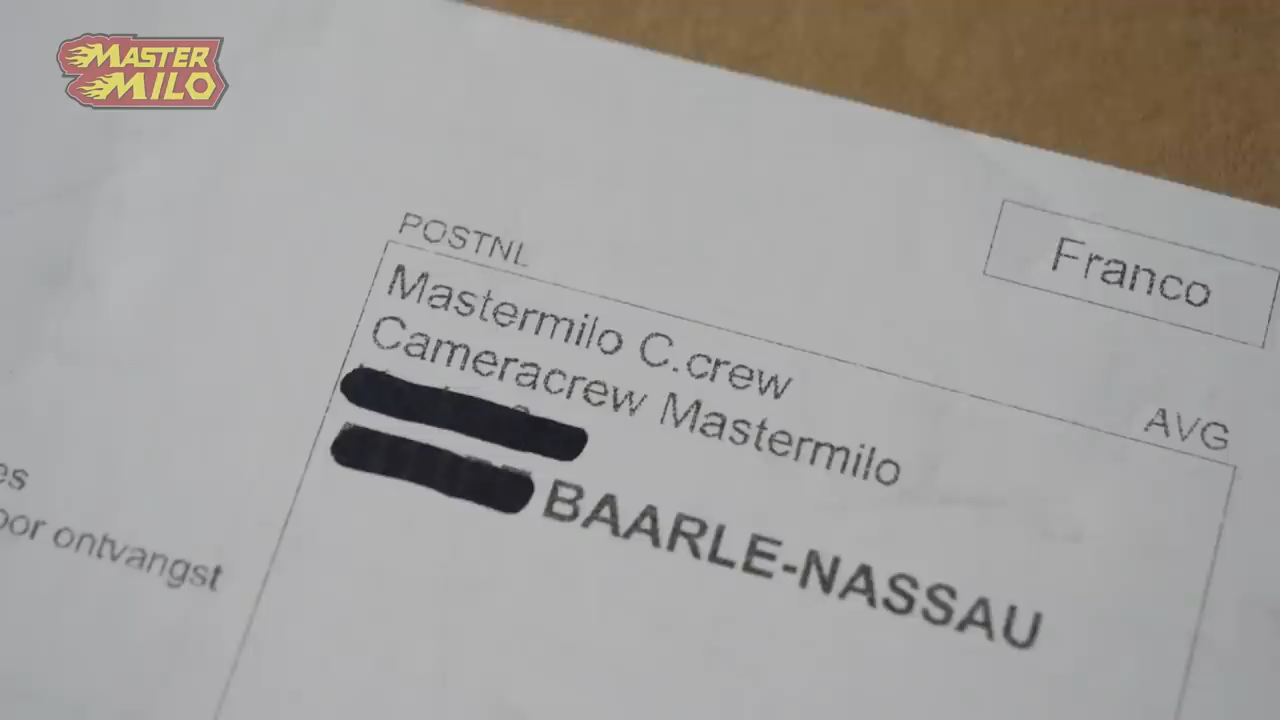 MASTER
MILO
POSTNL
Franco
Mastermilo C.crew
Cameracrew Mastermilo
AVG
BAARLE-NASSAU
es
oor ontvangst